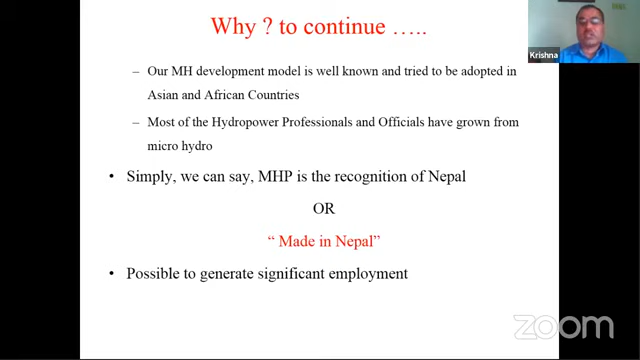 Why ? to continue …..
– Our MH development model is well known and tried to be adopted in
Asian and African Countries
– Most of the Hydropower Professionals and Officials have grown from
micro hydro
• Simply, we can say, MHP is the recognition of Nepal
OR
“ Made in Nepal”
• Possible to generate significant employment
Krishna
zoom